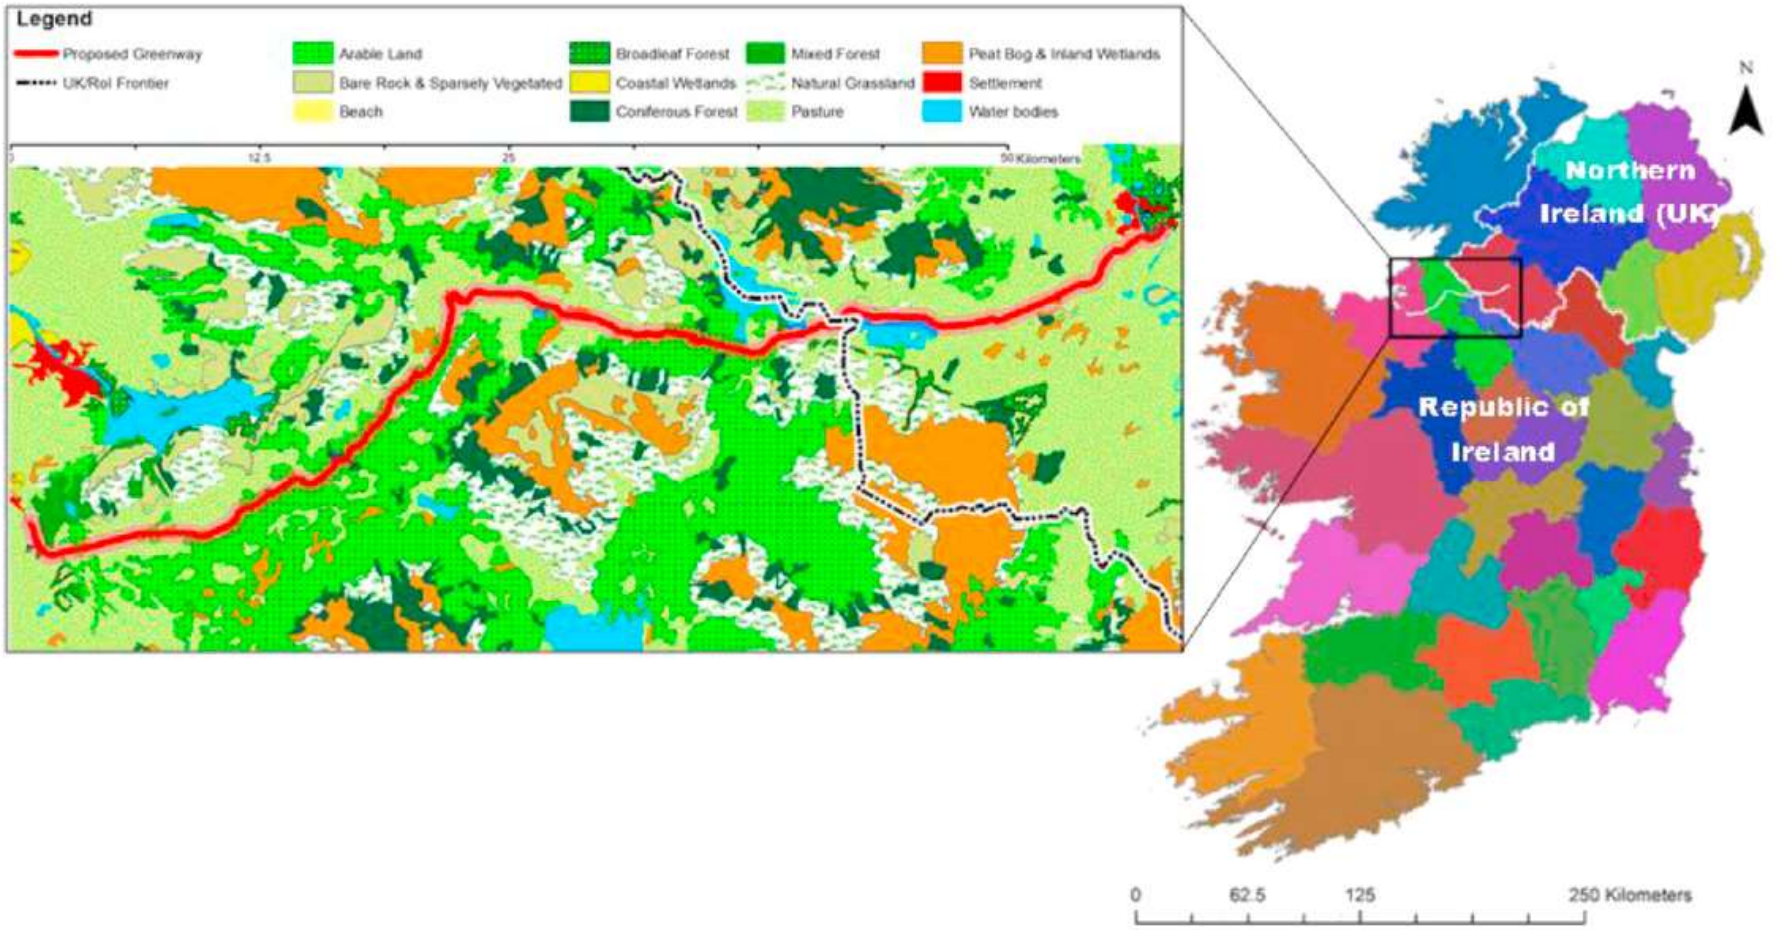 Legend
Proposed Greenway
UK/RoI Frontier
Arable Land
Bare Rock & Sparsely Vegetated
Beach
Broadleaf Forest
Coastal Wetlands
Coniferous Forest
Mixed Forest
Natural Grassland
Pasture
Peat Bog & Inland Wetlands
Settlement
Water bodies
0 12.5 25 50 Kilometers
N
Northern
Ireland (UK)
Republic of
Ireland
0 62.5 125 250 Kilometers